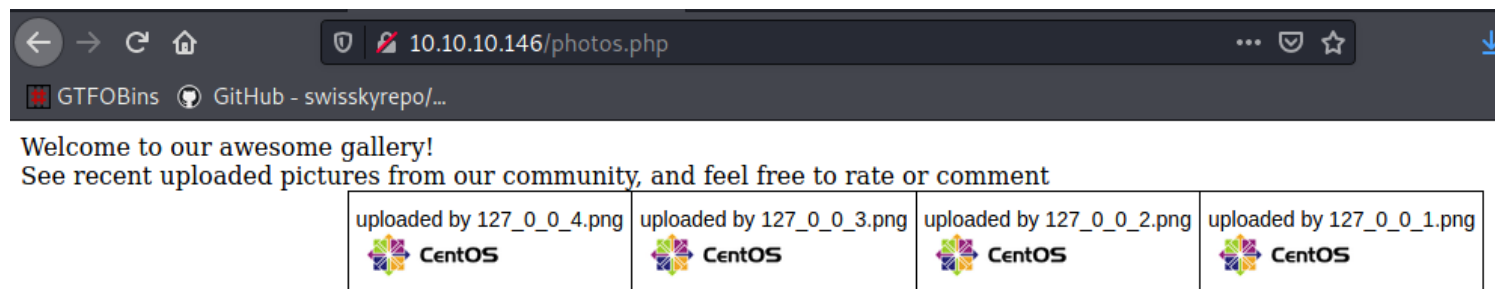 10.10.10.146/photos.php
GTFOBins GitHub - swisskyrepo/...
Welcome to our awesome gallery!
See recent uploaded pictures from our community, and feel free to rate or comment
uploaded by 127_0_0_4.png uploaded by 127_0_0_3.png uploaded by 127_0_0_2.png uploaded by 127_0_0_1.png
CentOS CentOS CentOS CentOS